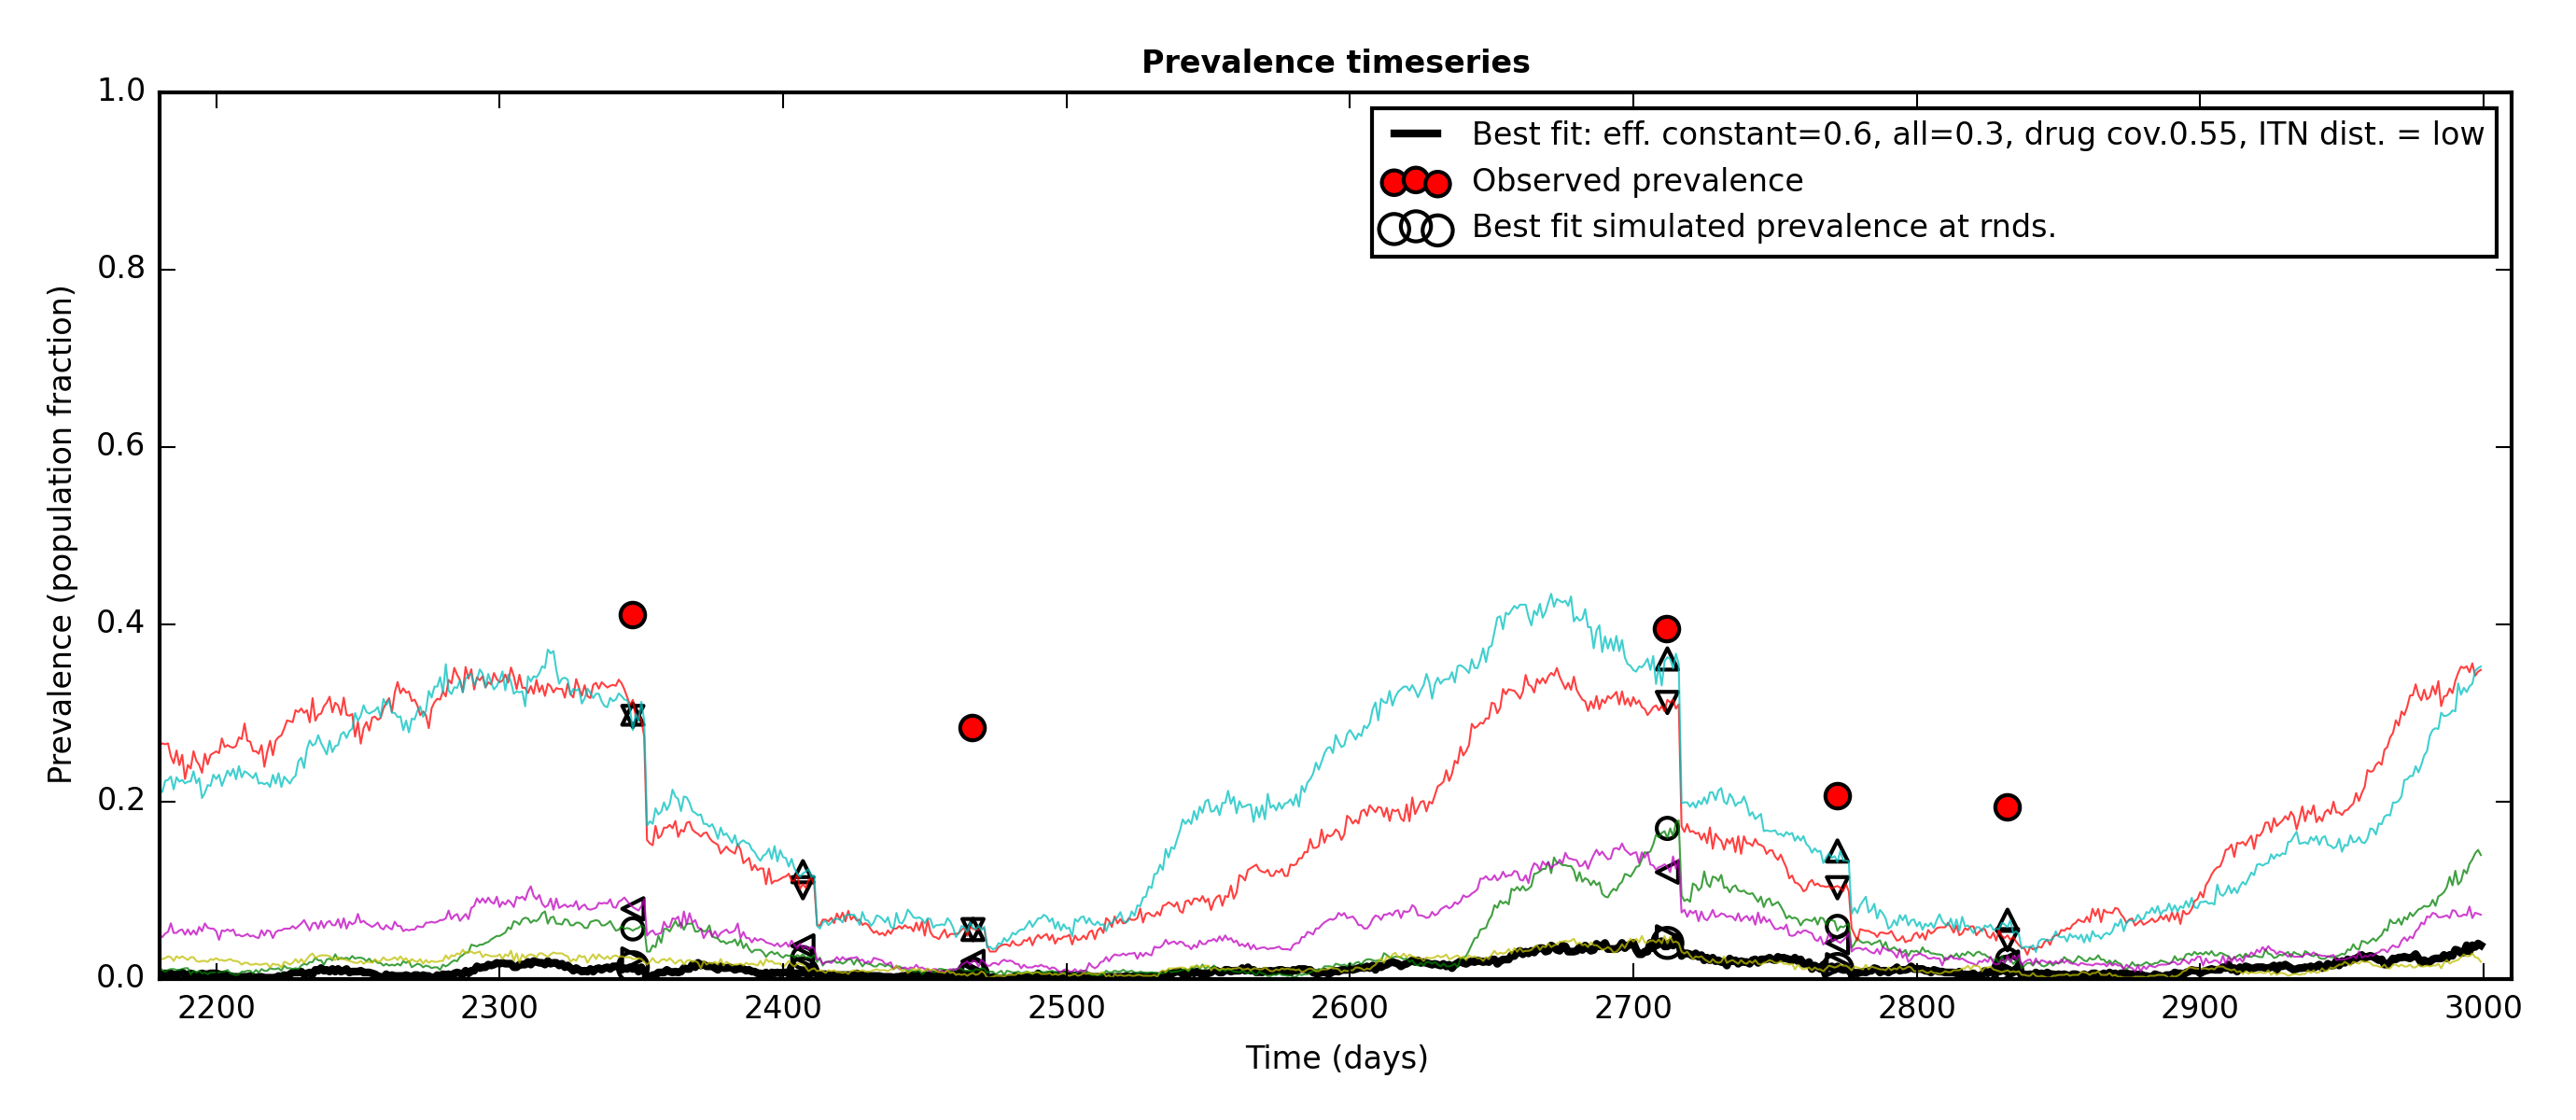 Prevalence timeseries
Best fit: eff. constant=0.6, all=0.3, drug cov.0.55, ITN dist. = low
Observed prevalence
Best fit simulated prevalence at rnds.
Prevalence (population fraction)
1.0
0.8
0.6
0.4
0.2
0.0
2200 2300 2400 2500 2600 2700 2800 2900 3000
Time (days)